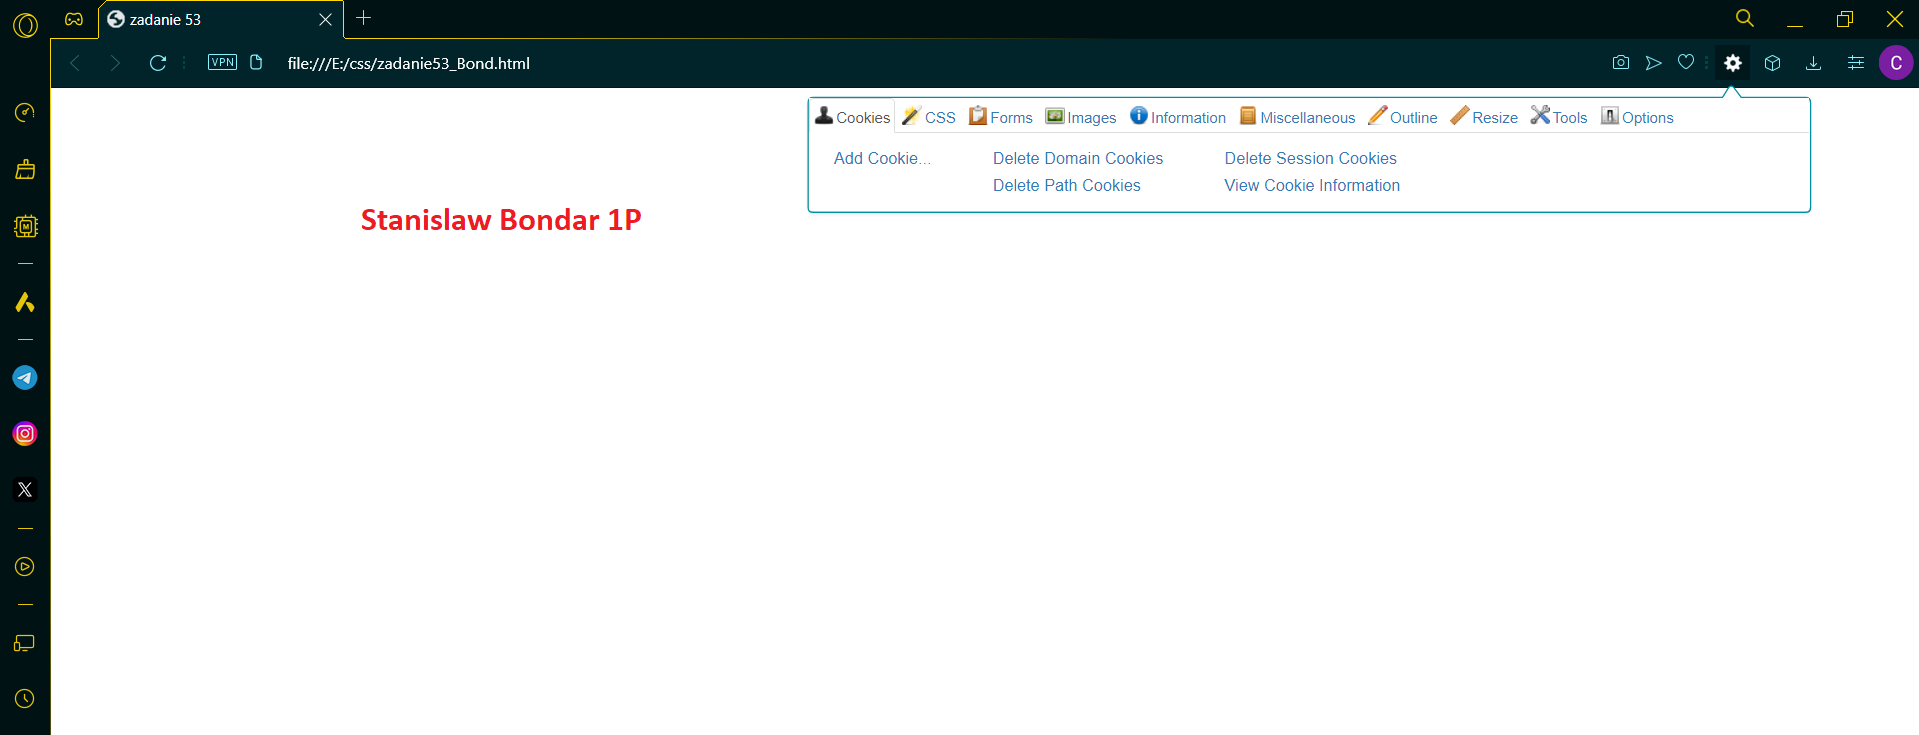 zadanie 53
VPN
file:///E:/css/zadanie53_Bond.html
C
Cookies CSS Forms Images Information Miscellaneous Outline Resize Tools Options
Add Cookie... Delete Domain Cookies Delete Session Cookies
Delete Path Cookies View Cookie Information
Stanislaw Bondar 1P
M